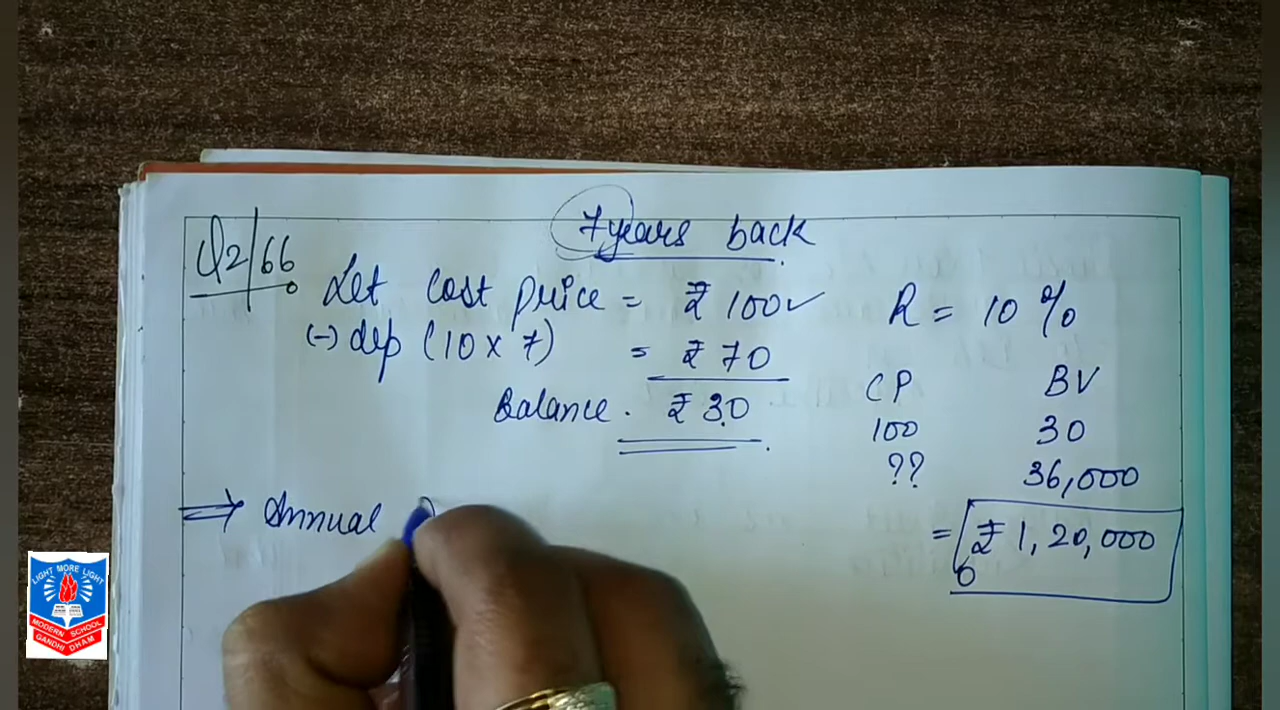 7years back
Q2/66
Let cost price = ₹ 100✓
R = 10 %
(-) dep (10 x 7) = ₹ 70
Balance. ₹ 30
CP BV
100 30
?? 36,000
⇒ Annual
= ₹ 1,20,000
LIGHT MORE LIGHT
MODERN SCHOOL
GANDHI DHAM